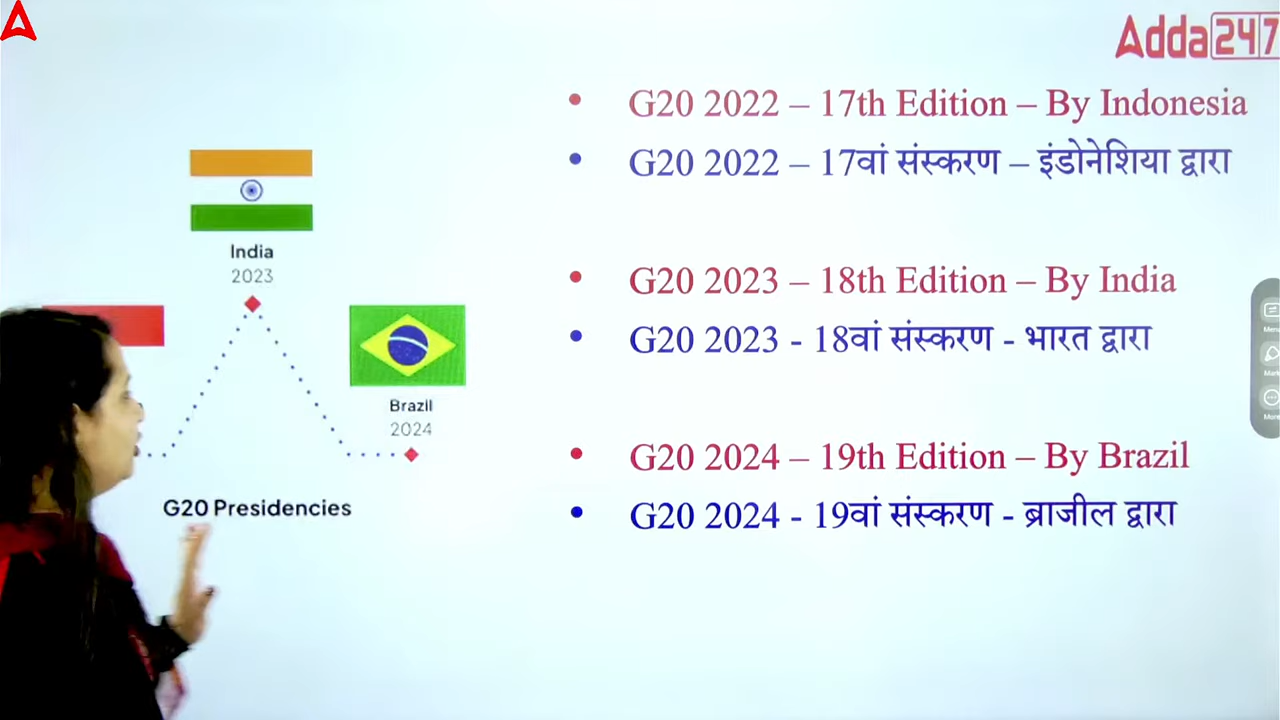 Adda247
G20 2022 – 17th Edition – By Indonesia
G20 2022 – 17वां संस्करण – इंडोनेशिया द्वारा
India
2023
G20 2023 – 18th Edition – By India
G20 2023 - 18वां संस्करण - भारत द्वारा
Brazil
2024
G20 2024 – 19th Edition – By Brazil
G20 2024 - 19वां संस्करण - ब्राजील द्वारा
G20 Presidencies
Mark
More